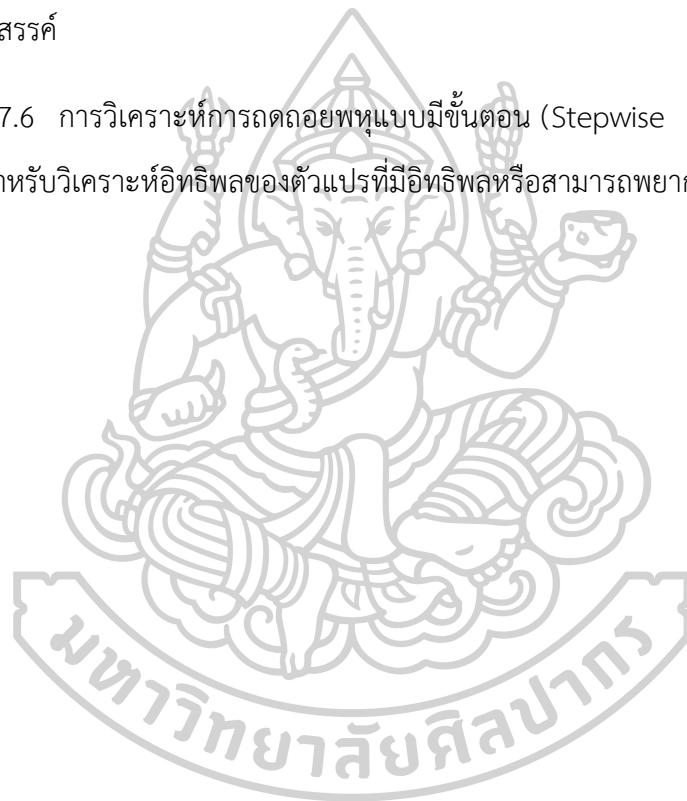 สรรค์
7.6 การวิเคราะห์การถดถอยพหุแบบมีขั้นตอน (Stepwise
าหรับวิเคราะห์อิทธิพลของตัวแปรที่มีอิทธิพลหรือสามารถพยาก
มหาวิทยาลัยศิลปากร